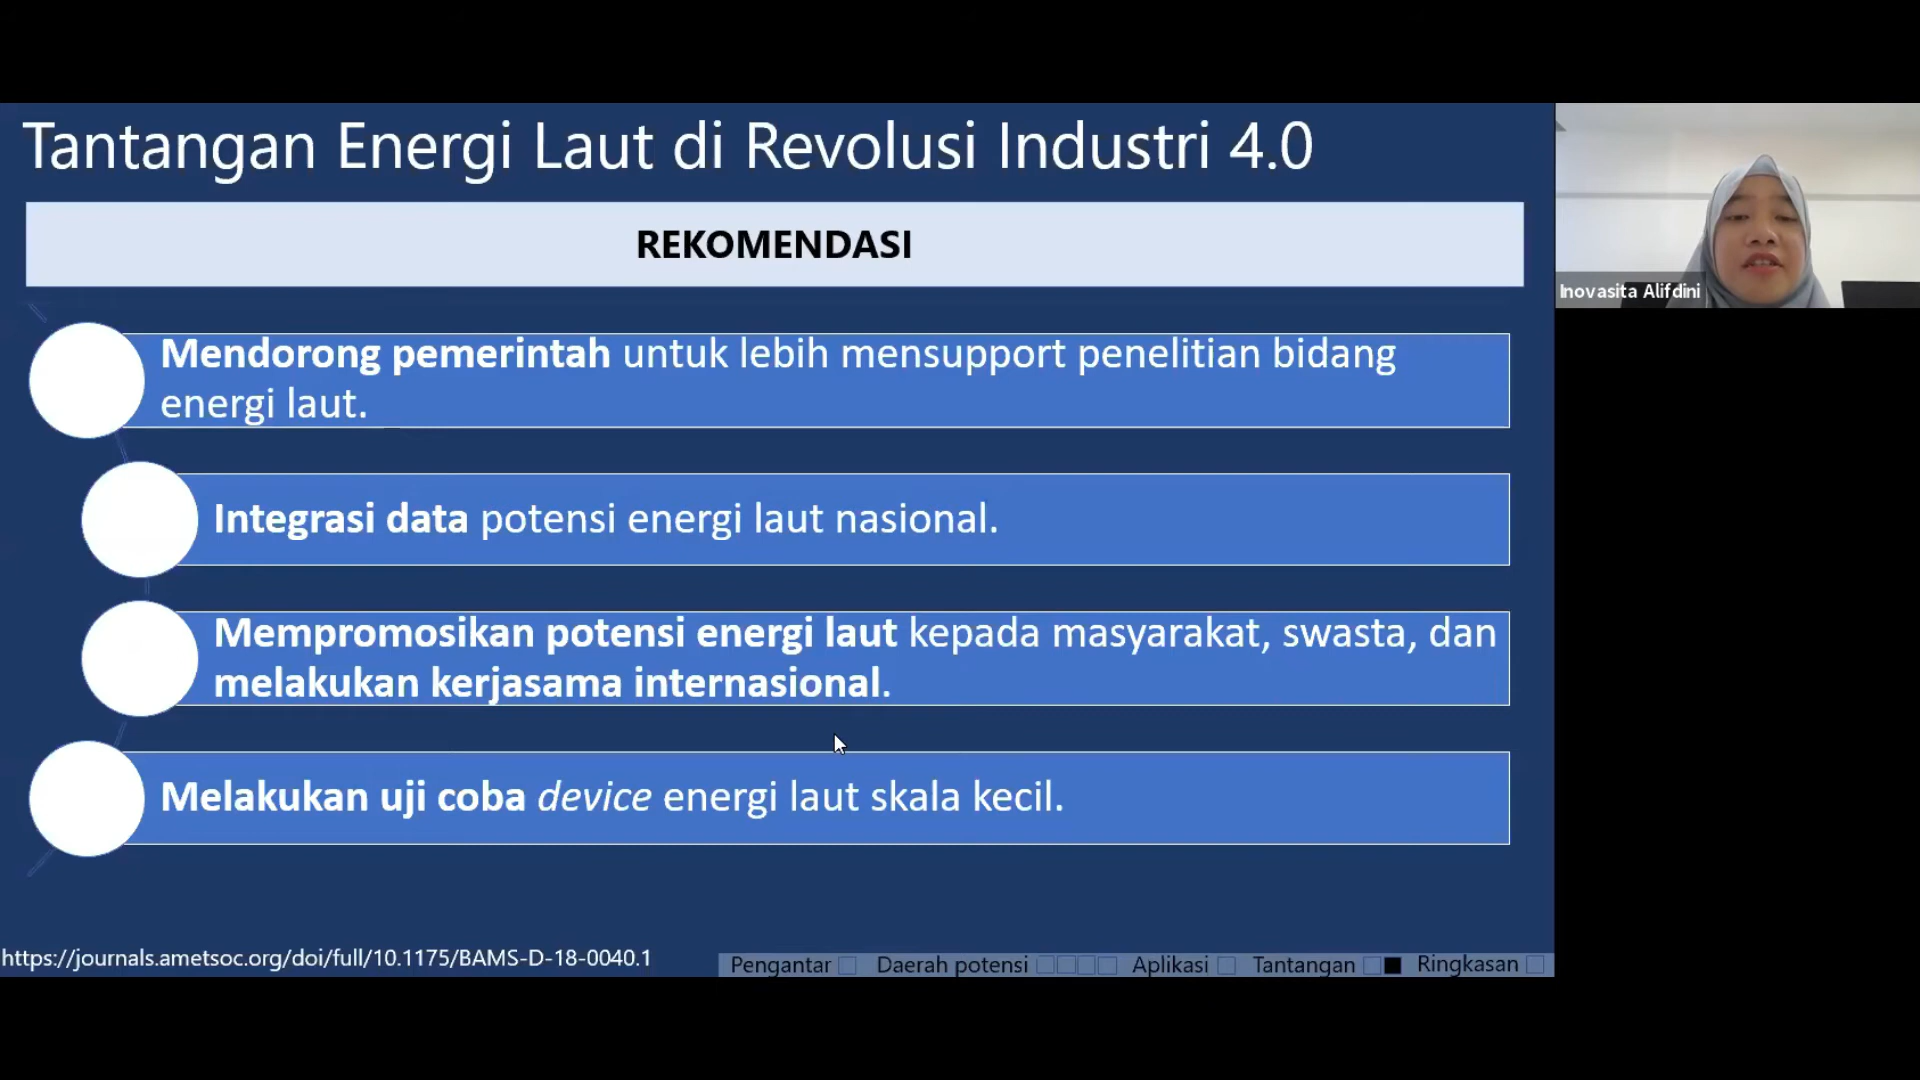 Tantangan Energi Laut di Revolusi Industri 4.0
REKOMENDASI
Mendorong pemerintah untuk lebih mensupport penelitian bidang
energi laut.
Integrasi data potensi energi laut nasional.
Mempromosikan potensi energi laut kepada masyarakat, swasta, dan
melakukan kerjasama internasional.
Melakukan uji coba device energi laut skala kecil.
https://journals.ametsoc.org/doi/full/10.1175/BAMS-D-18-0040.1
Pengantar Daerah potensi Aplikasi Tantangan Ringkasan
Inovasita Alifdini